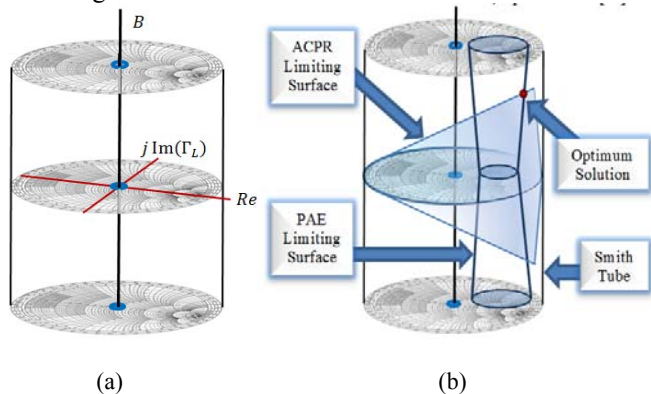 B
j Im(Γ_L)
Re
(a)
ACPR
Limiting
Surface
PAE
Limiting
Surface
Optimum
Solution
Smith
Tube
(b)